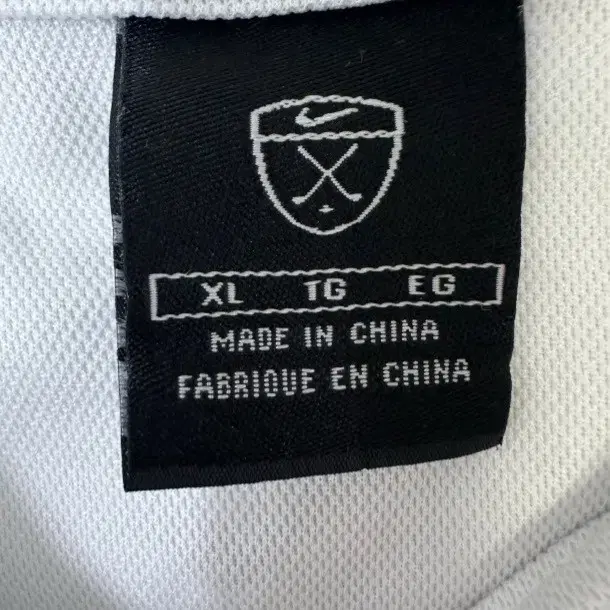 XL TG EG
MADE IN CHINA
FABRIQUE EN CHINA